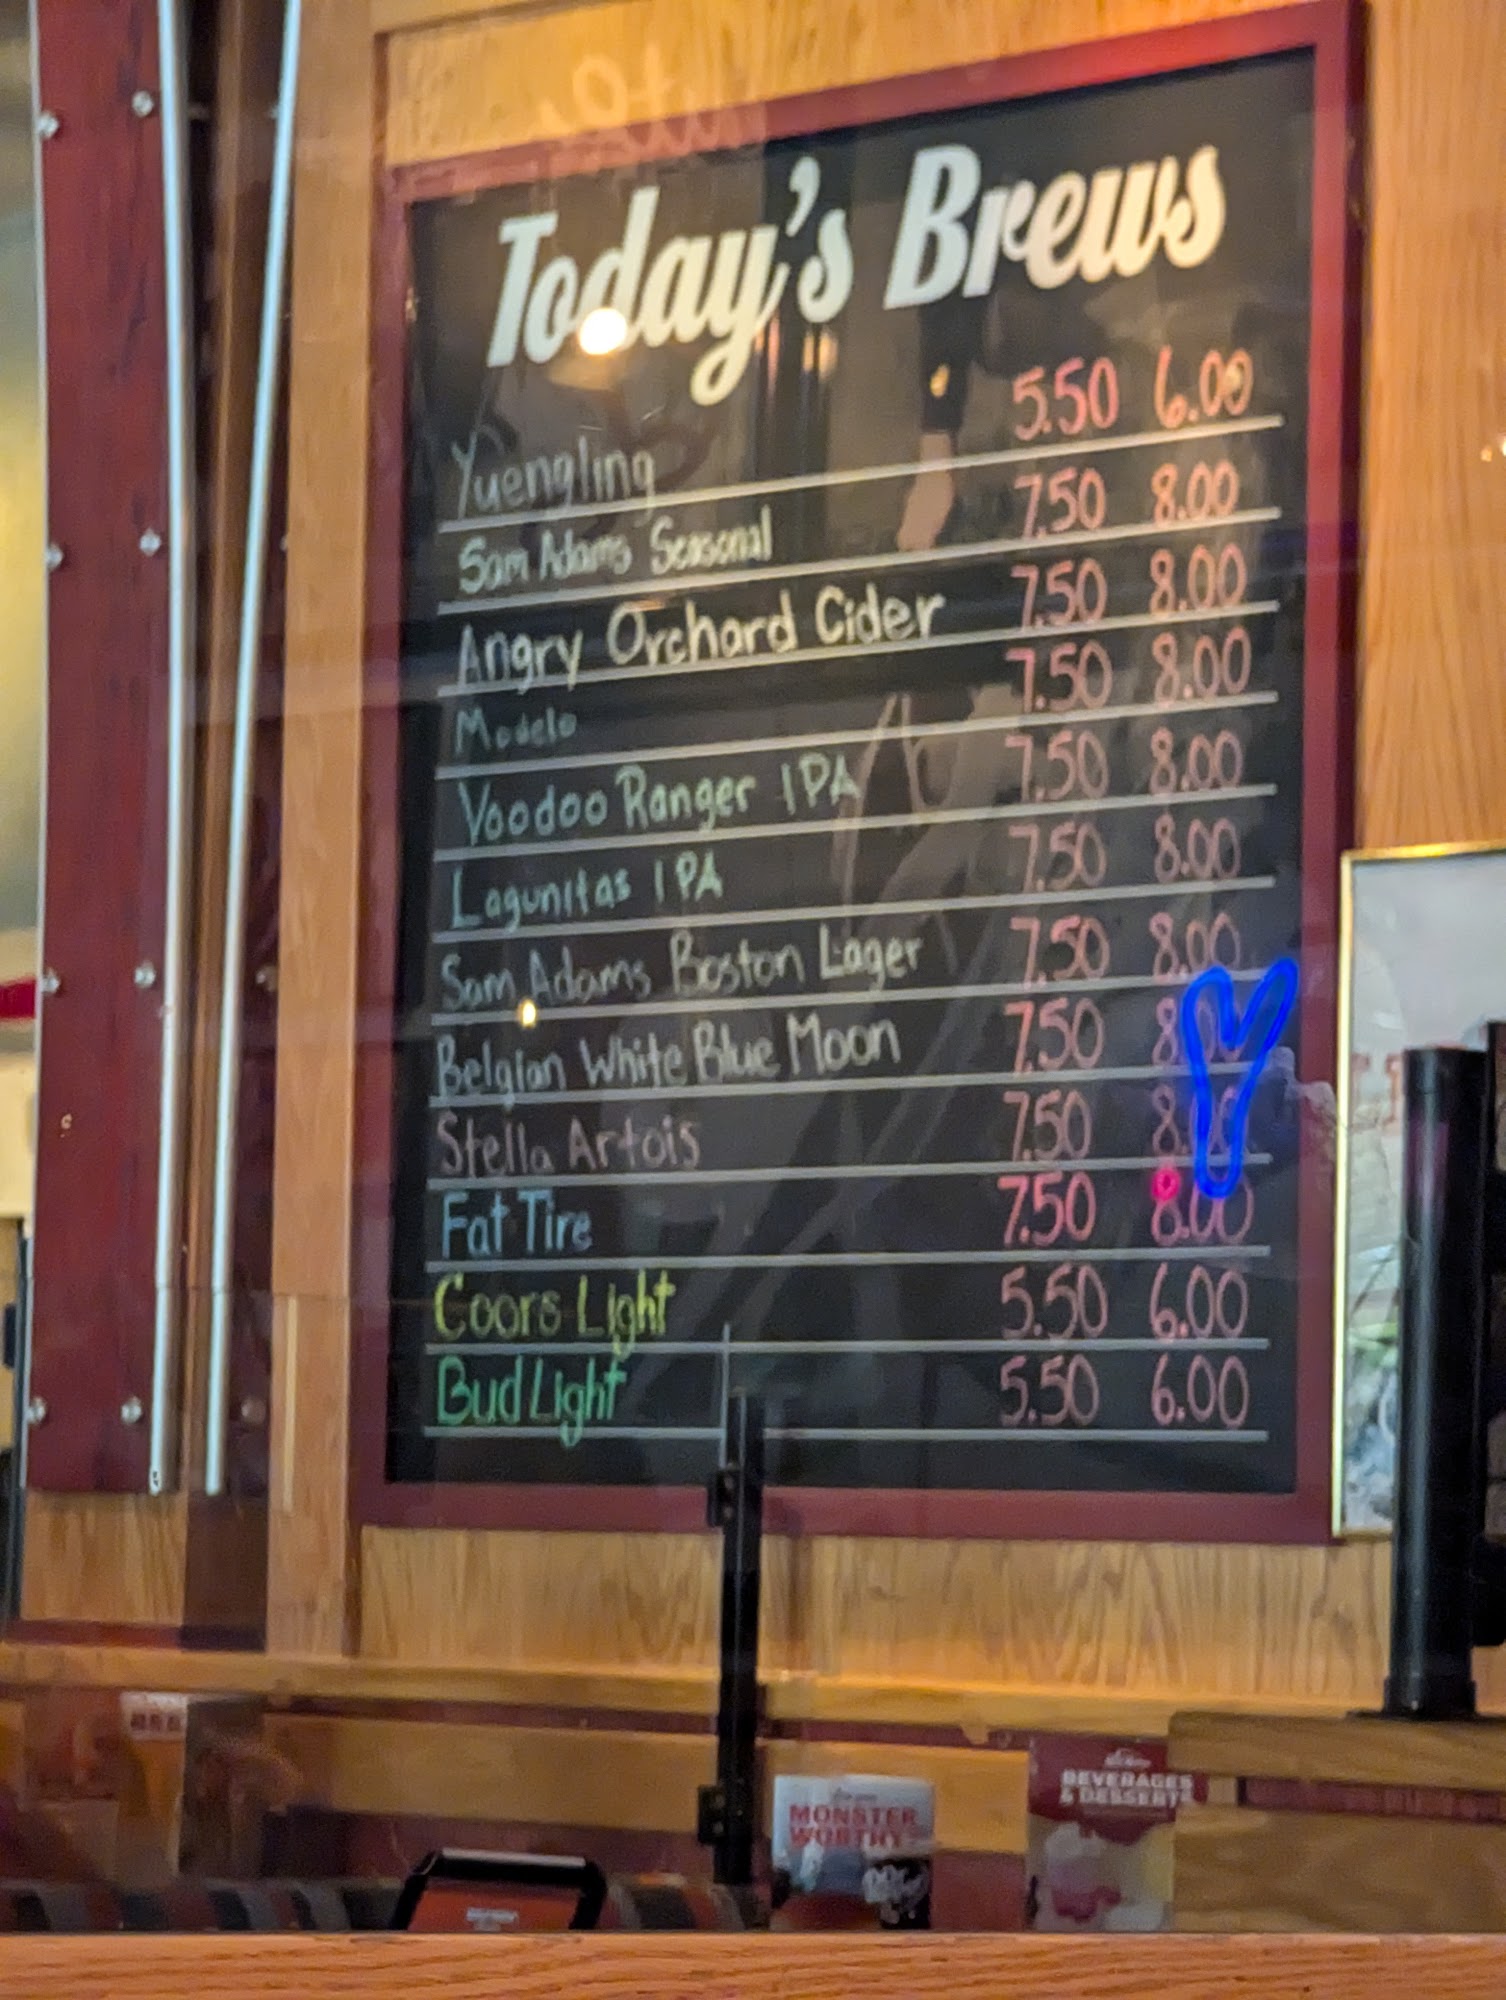 Today's Brews
Yuengling 5.50 6.00
Sam Adams Seasonal 7.50 8.00
Angry Orchard Cider 7.50 8.00
Modelo 7.50 8.00
Voodoo Ranger IPA 7.50 8.00
Lagunitas IPA 7.50 8.00
Sam Adams Boston Lager 7.50 8.00
Belgian White Blue Moon 7.50 8.00
Stella Artois 7.50 8.00
Fat Tire 7.50 8.00
Coors Light 5.50 6.00
Bud Light 5.50 6.00
MONSTER
WORTHY
BEVERAGES
& DESSERTS